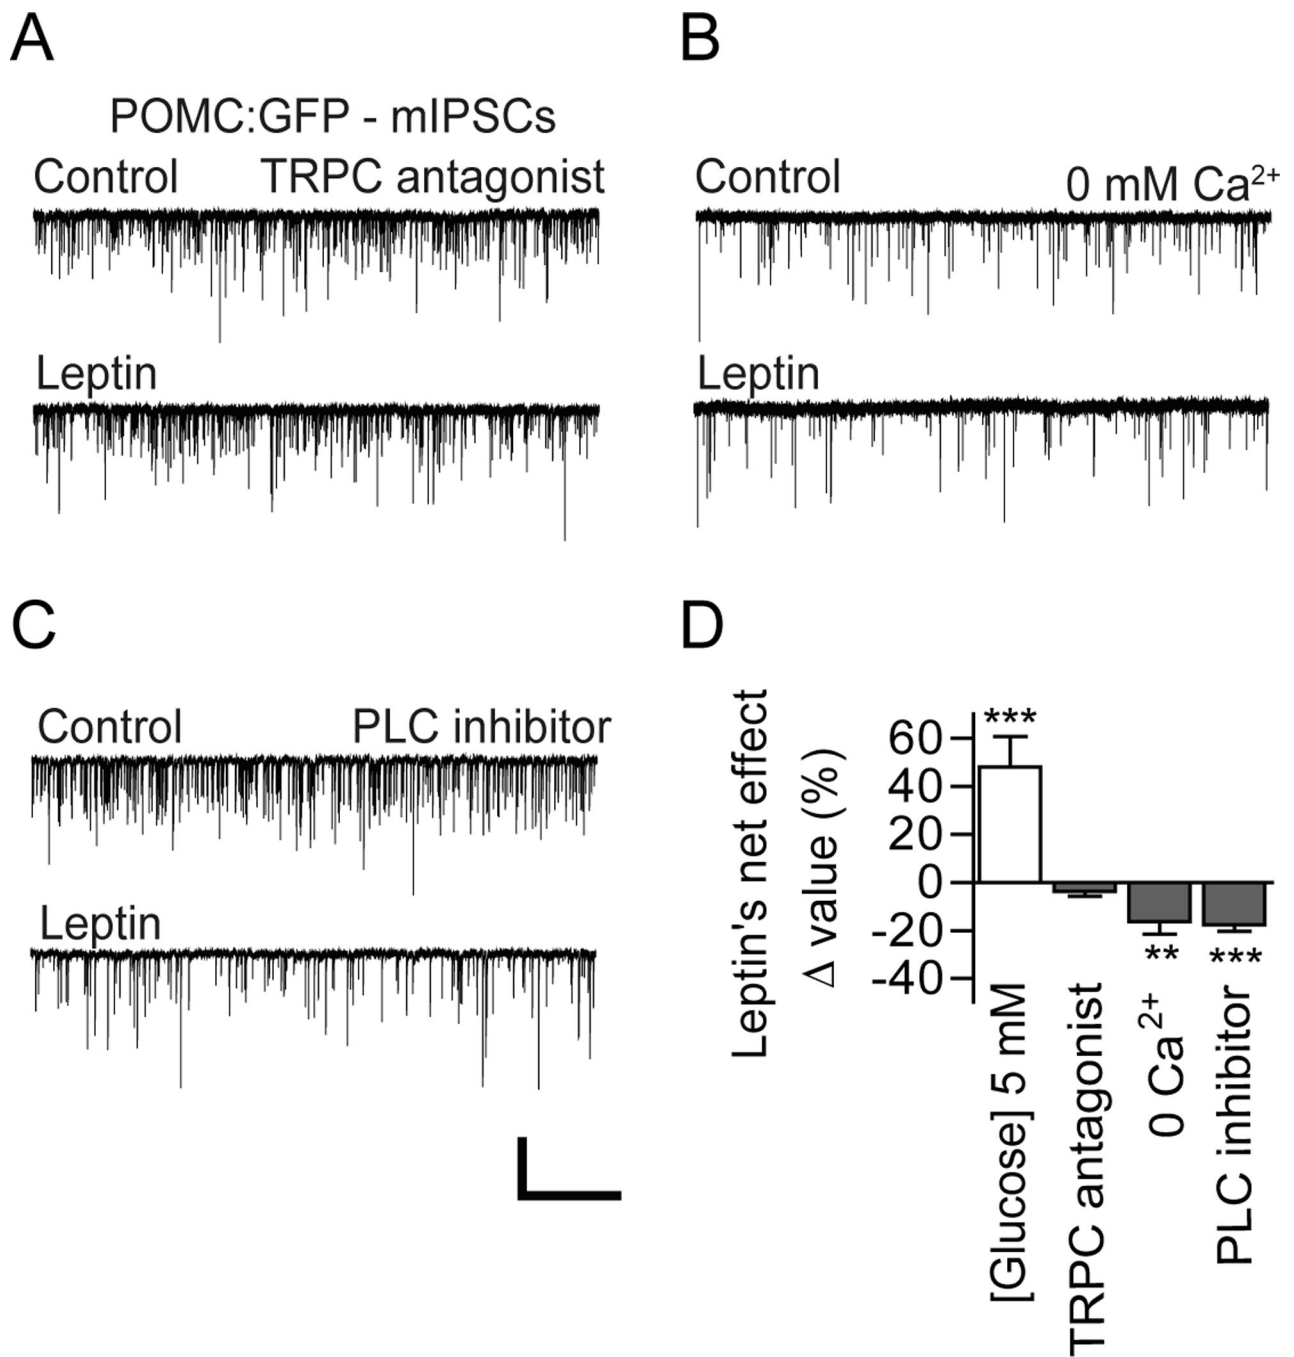 A
POMC:GFP - mIPSCs
Control TRPC antagonist
Leptin
B
Control 0 mM Ca²⁺
Leptin
C
Control PLC inhibitor
Leptin
D
Leptin's net effect
Δ value (%)
60
40
20
0
-20
-40
***
**
***
[Glucose] 5 mM
TRPC antagonist
0 Ca²⁺
PLC inhibitor